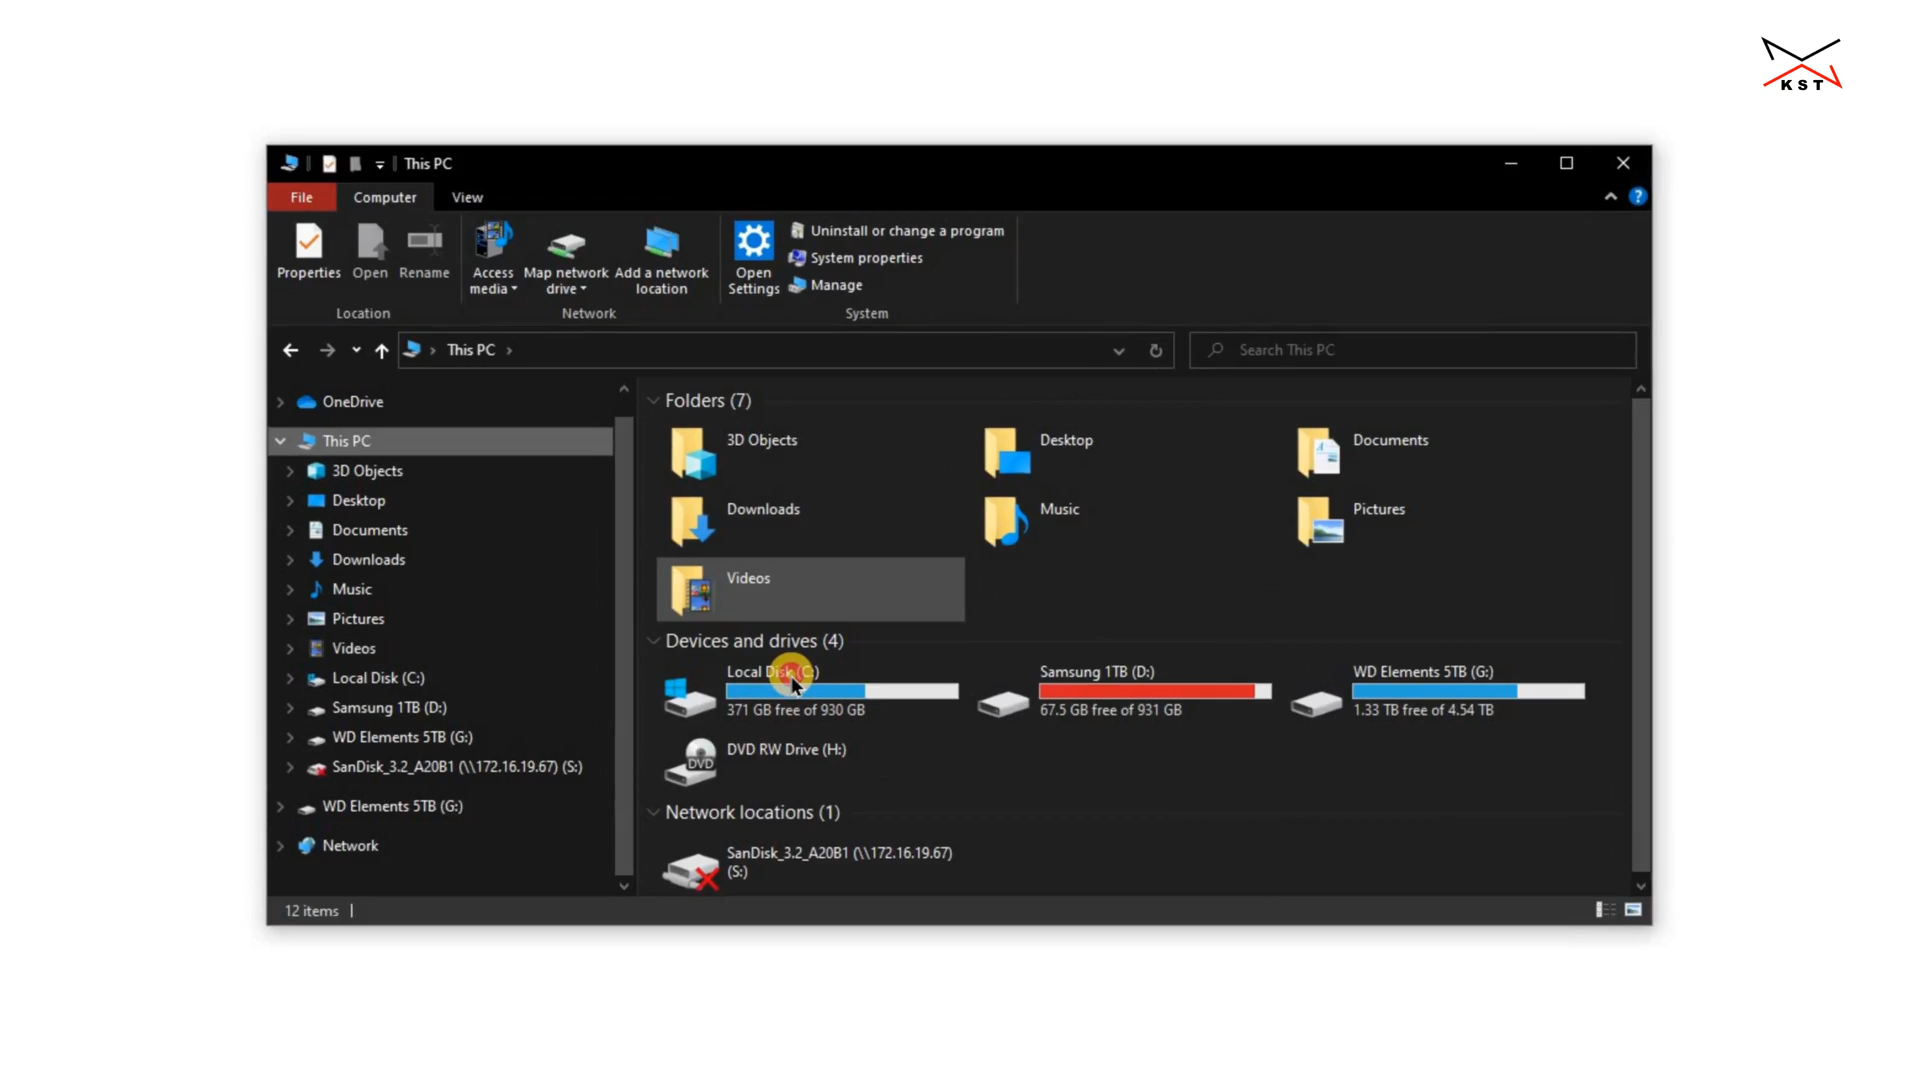 KST
This PC
File Computer View
Properties Open Rename Access media Map network drive Add a network location Open Settings
Uninstall or change a program
System properties
Manage
Location Network System
This PC
Search This PC
OneDrive
This PC
3D Objects
Desktop
Documents
Downloads
Music
Pictures
Videos
Local Disk (C:)
Samsung 1TB (D:)
WD Elements 5TB (G:)
SanDisk_3.2_A20B1 (\\172.16.19.67) (S:)
WD Elements 5TB (G:)
Network
Folders (7)
3D Objects Desktop Documents
Downloads Music Pictures
Videos
Devices and drives (4)
Local Disk (C:) Samsung 1TB (D:) WD Elements 5TB (G:)
371 GB free of 930 GB 67.5 GB free of 931 GB 1.33 TB free of 4.54 TB
DVD
DVD RW Drive (H:)
Network locations (1)
SanDisk_3.2_A20B1 (\\172.16.19.67)
(S:)
12 items